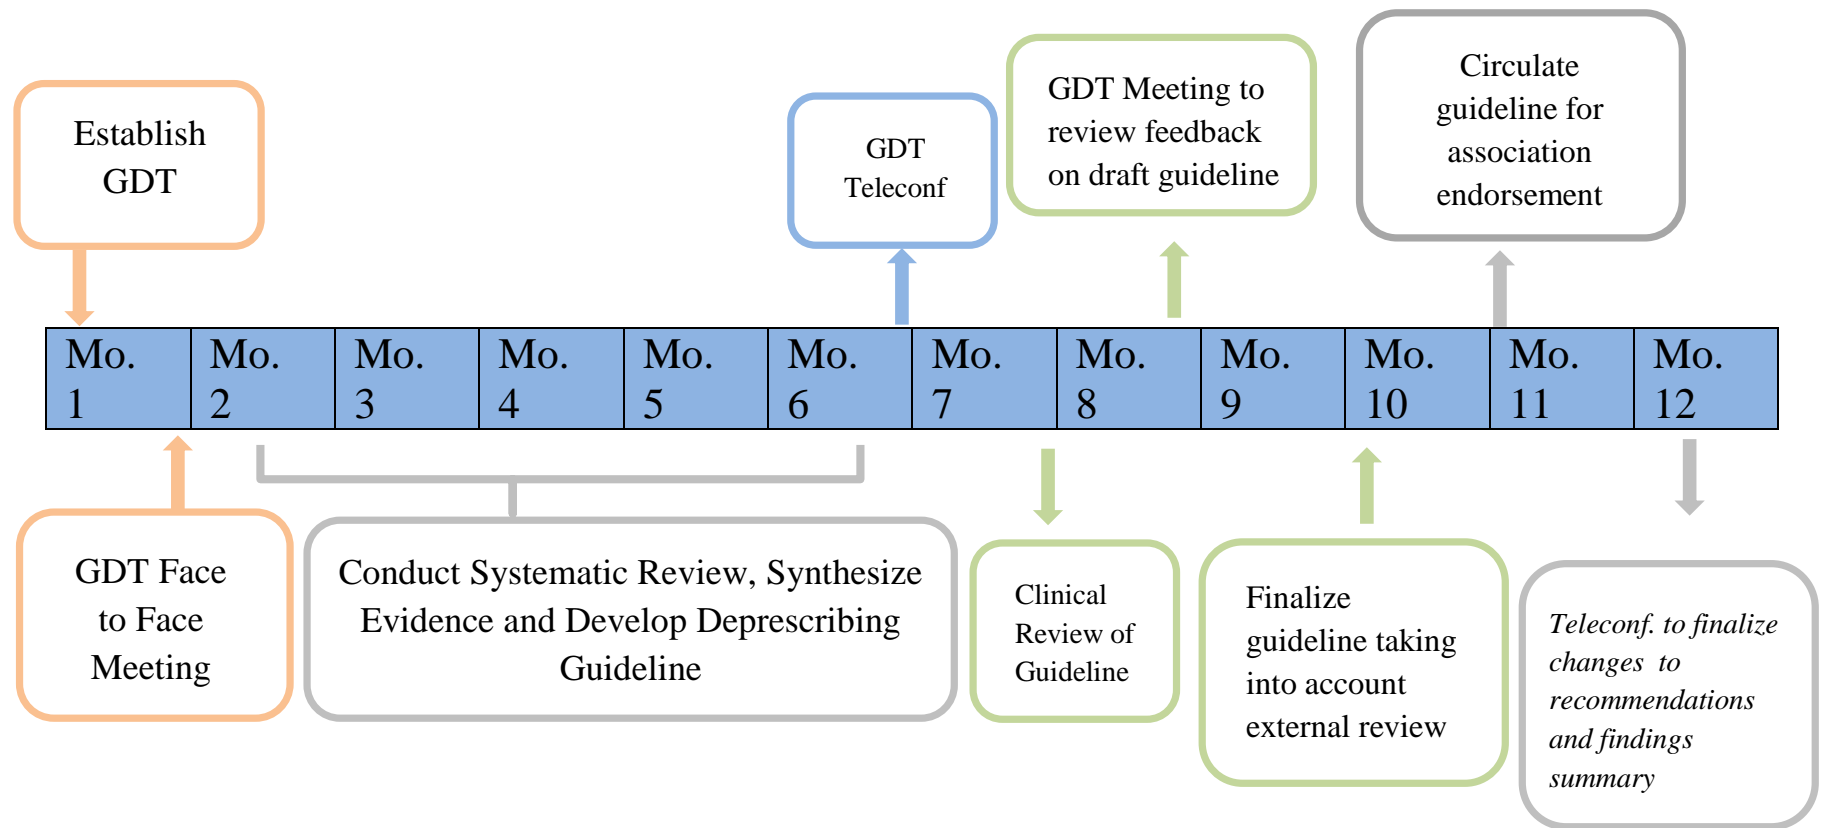 Establish
GDT
GDT
Teleconf
GDT Meeting to
review feedback
on draft guideline
Circulate
guideline for
association
endorsement
Mo.
1
Mo.
2
Mo.
3
Mo.
4
Mo.
5
Mo.
6
Mo.
7
Mo.
8
Mo.
9
Mo.
10
Mo.
11
Mo.
12
GDT Face
to Face
Meeting
Conduct Systematic Review, Synthesize
Evidence and Develop Deprescribing
Guideline
Clinical
Review of
Guideline
Finalize
guideline taking
into account
external review
Teleconf. to finalize
changes to
recommendations
and findings
summary